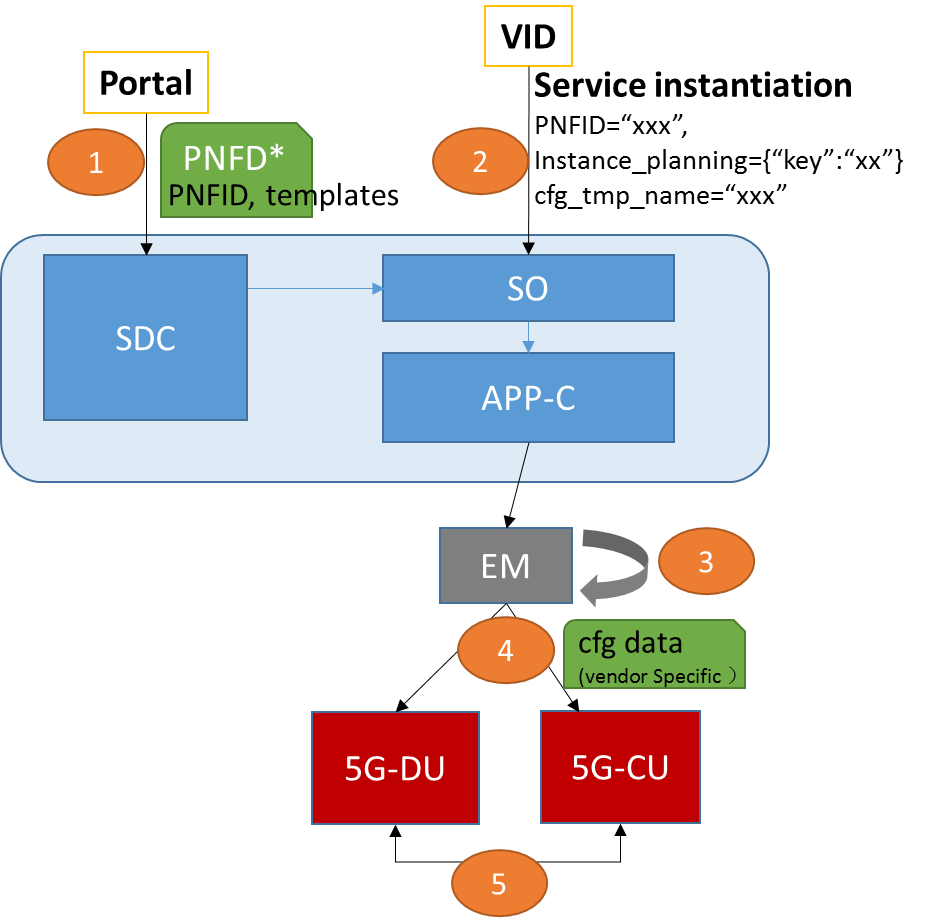 VID
Portal
Service instantiation
PNFID=“xxx”,
Instance_planning={“key”:“xx”}
cfg_tmp_name=“xxx”
1
PNFD*
PNFID, templates
2
SDC
SO
APP-C
EM
3
4
cfg data
(vendor Specific ）
5G-DU
5G-CU
5